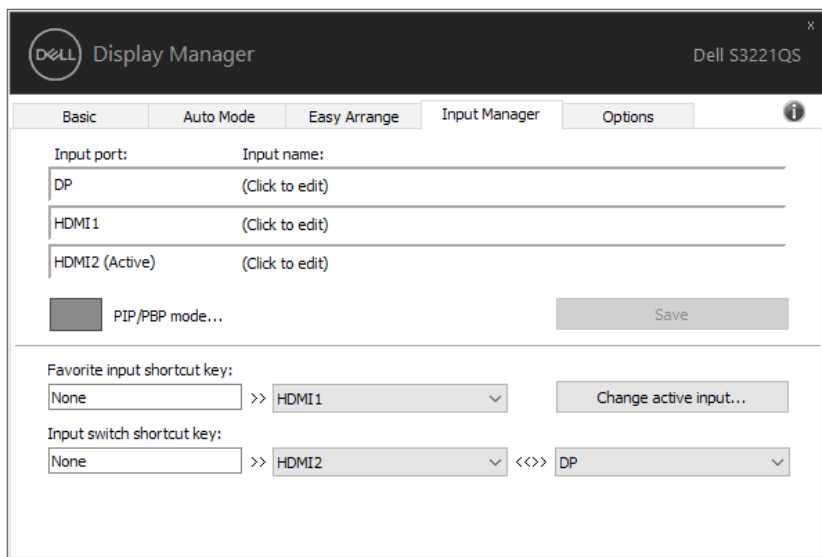 x
DELL Display Manager Dell S3221QS
Basic Auto Mode Easy Arrange Input Manager Options i
Input port: Input name:
DP (Click to edit)
HDMI1 (Click to edit)
HDMI2 (Active) (Click to edit)
PIP/PBP mode... Save
Favorite input shortcut key:
None >> HDMI1 Change active input...
Input switch shortcut key:
None >> HDMI2 <<>> DP